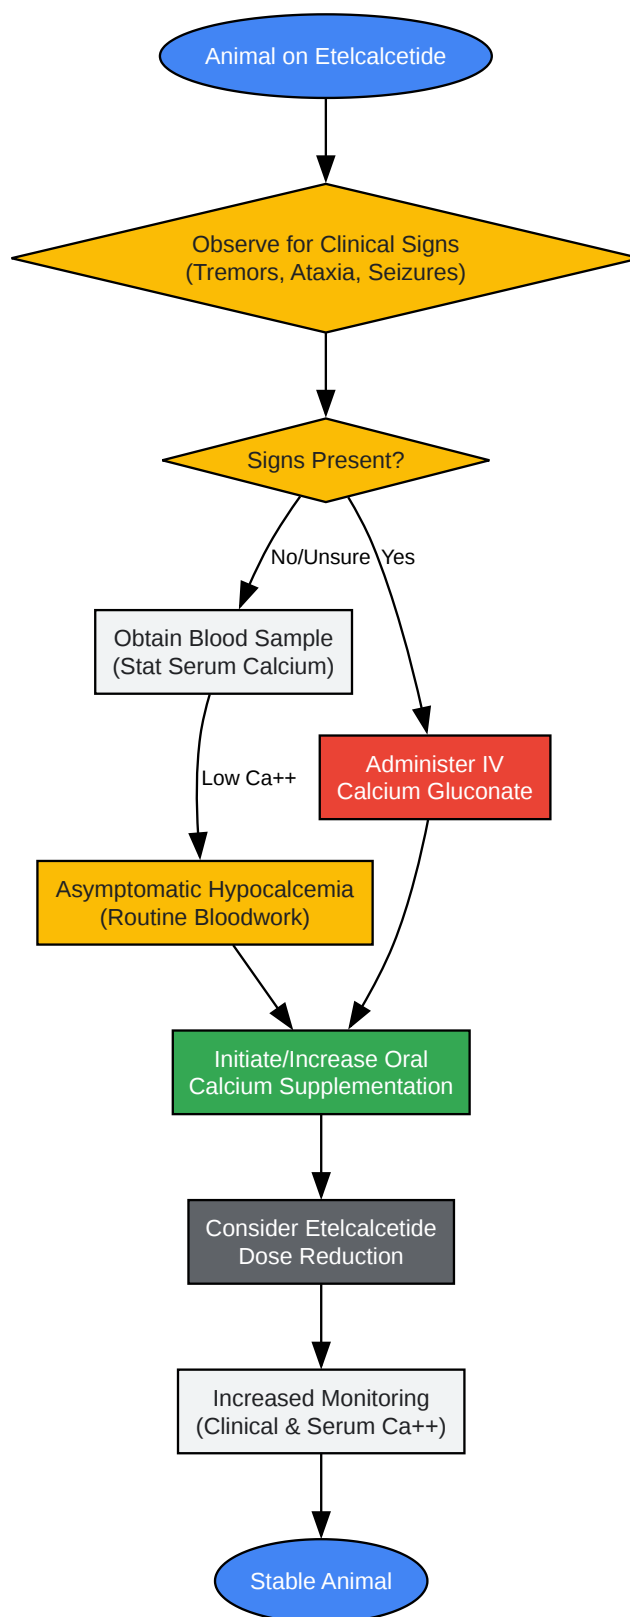 Animal on Etelcalcetide
Observe for Clinical Signs
(Tremors, Ataxia, Seizures)
Signs Present?
No/Unsure
Yes
Obtain Blood Sample
(Stat Serum Calcium)
Administer IV
Calcium Gluconate
Low Ca++
Asymptomatic Hypocalcemia
(Routine Bloodwork)
Initiate/Increase Oral
Calcium Supplementation
Consider Etelcalcetide
Dose Reduction
Increased Monitoring
(Clinical & Serum Ca++)
Stable Animal